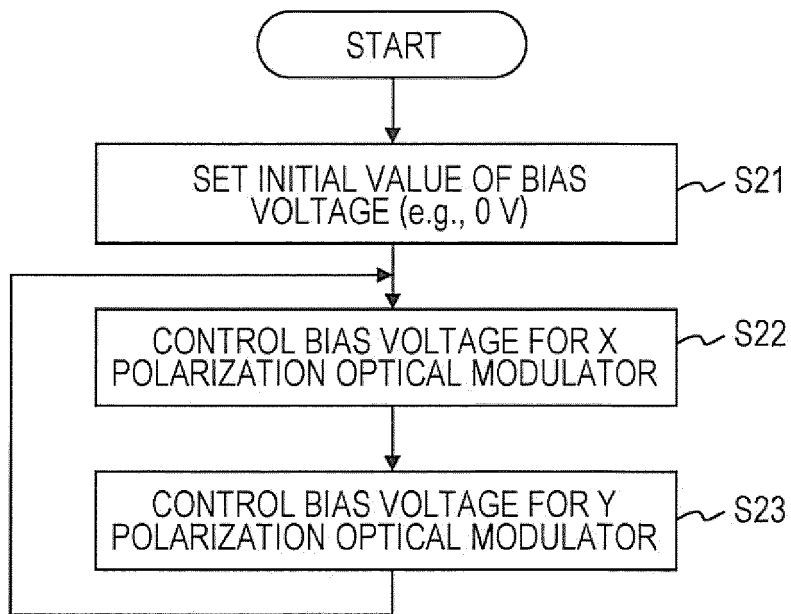 START
SET INITIAL VALUE OF BIAS
VOLTAGE (e.g., 0 V)
S21
CONTROL BIAS VOLTAGE FOR X
POLARIZATION OPTICAL MODULATOR
S22
CONTROL BIAS VOLTAGE FOR Y
POLARIZATION OPTICAL MODULATOR
S23